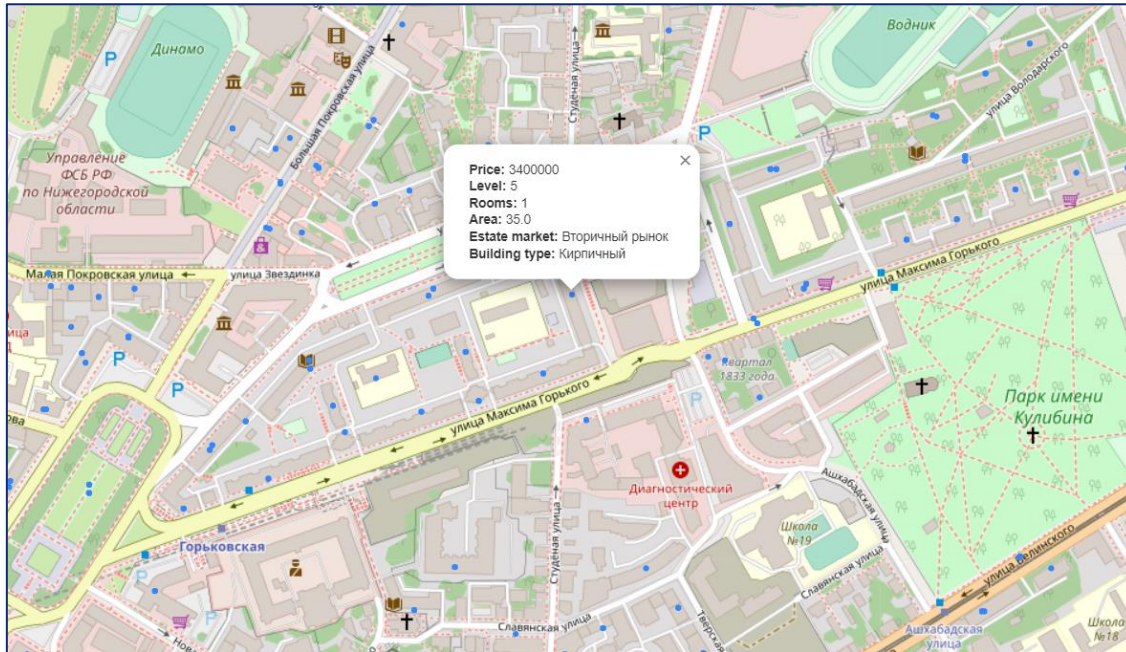 Динамо
Водник
Студёная улица
Большая Покровская улица
улица Володарского
Управление
ФСБ РФ
по Нижегородской
области
×
Price: 3400000
Level: 5
Rooms: 1
Area: 35.0
Estate market: Вторичный рынок
Building type: Кирпичный
P
P
Малая Покровская улица
улица Звездинка
улица Максима Горького
P
P
Квартал
1833 года
Парк имени
Кулибина
улица Максима Горького
P
Диагностический
центр
Ашхабадская улица
Школа
№19
Горьковская
Студёная улица
Славянская улица
улица Белинского
P
P
Тверская
Славянская улица
Ашхабадская
улица
Школа
№18